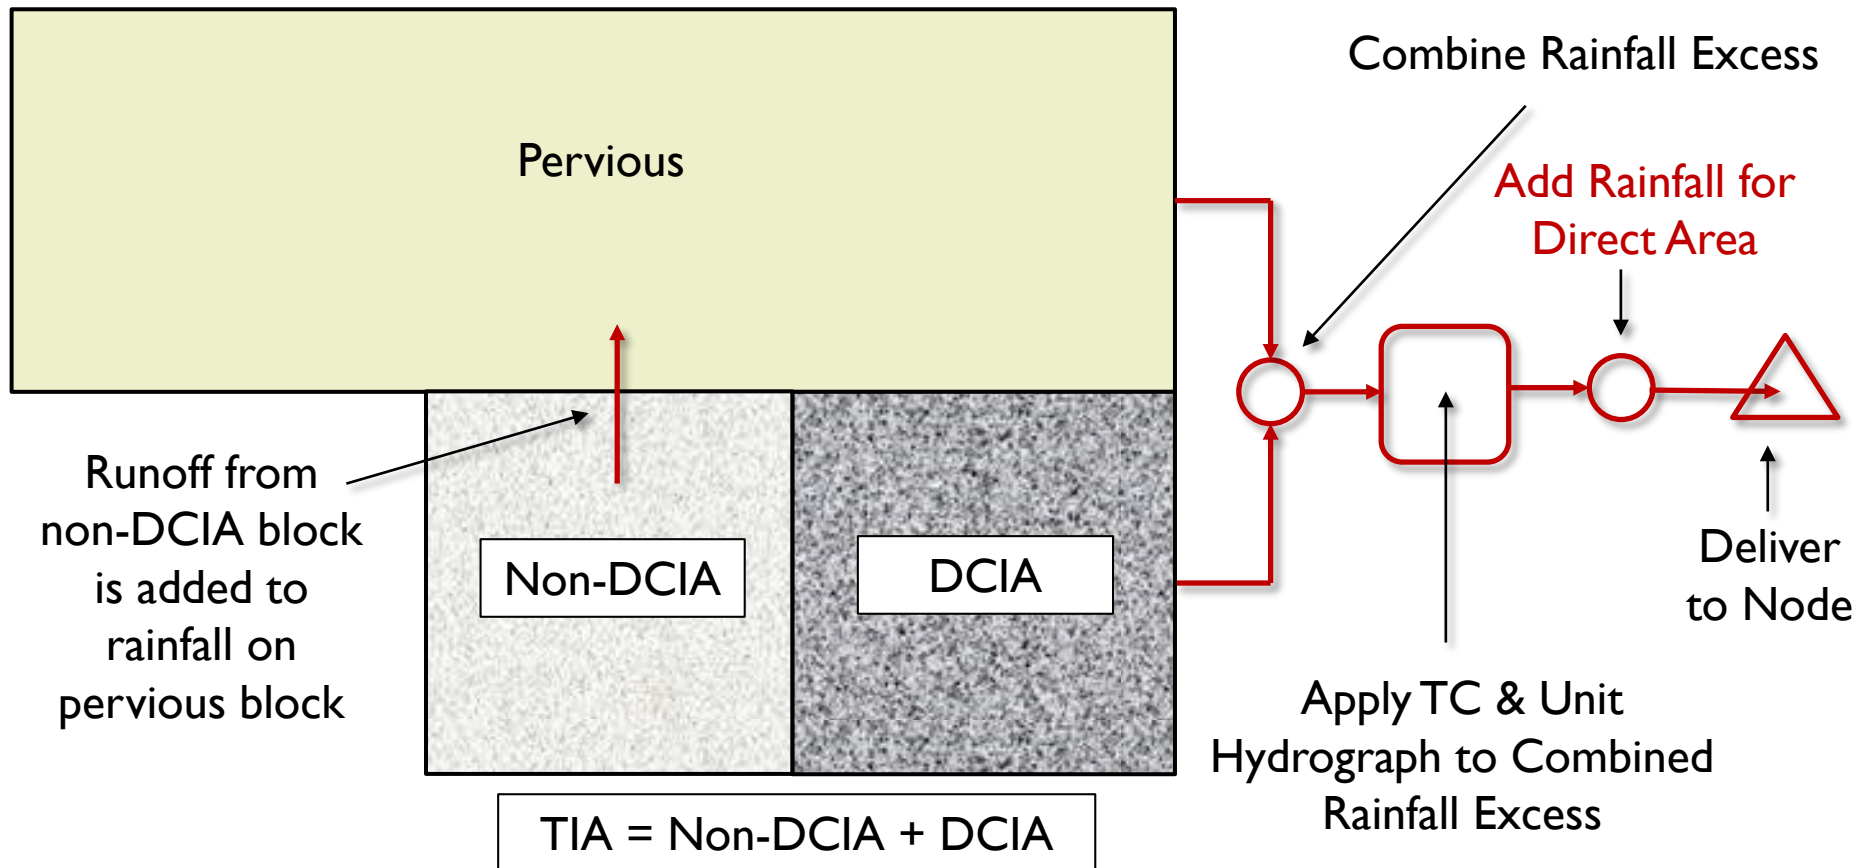 Combine Rainfall Excess
Pervious
Add Rainfall for
Direct Area
Runoff from
non-DCIA block
is added to
rainfall on
pervious block
Non-DCIA
DCIA
Deliver
to Node
Apply TC & Unit
Hydrograph to Combined
Rainfall Excess
TIA = Non-DCIA + DCIA